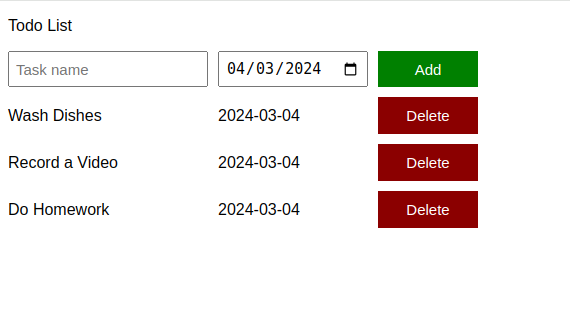 Todo List
Task name 04/03/2024 Add
Wash Dishes 2024-03-04 Delete
Record a Video 2024-03-04 Delete
Do Homework 2024-03-04 Delete